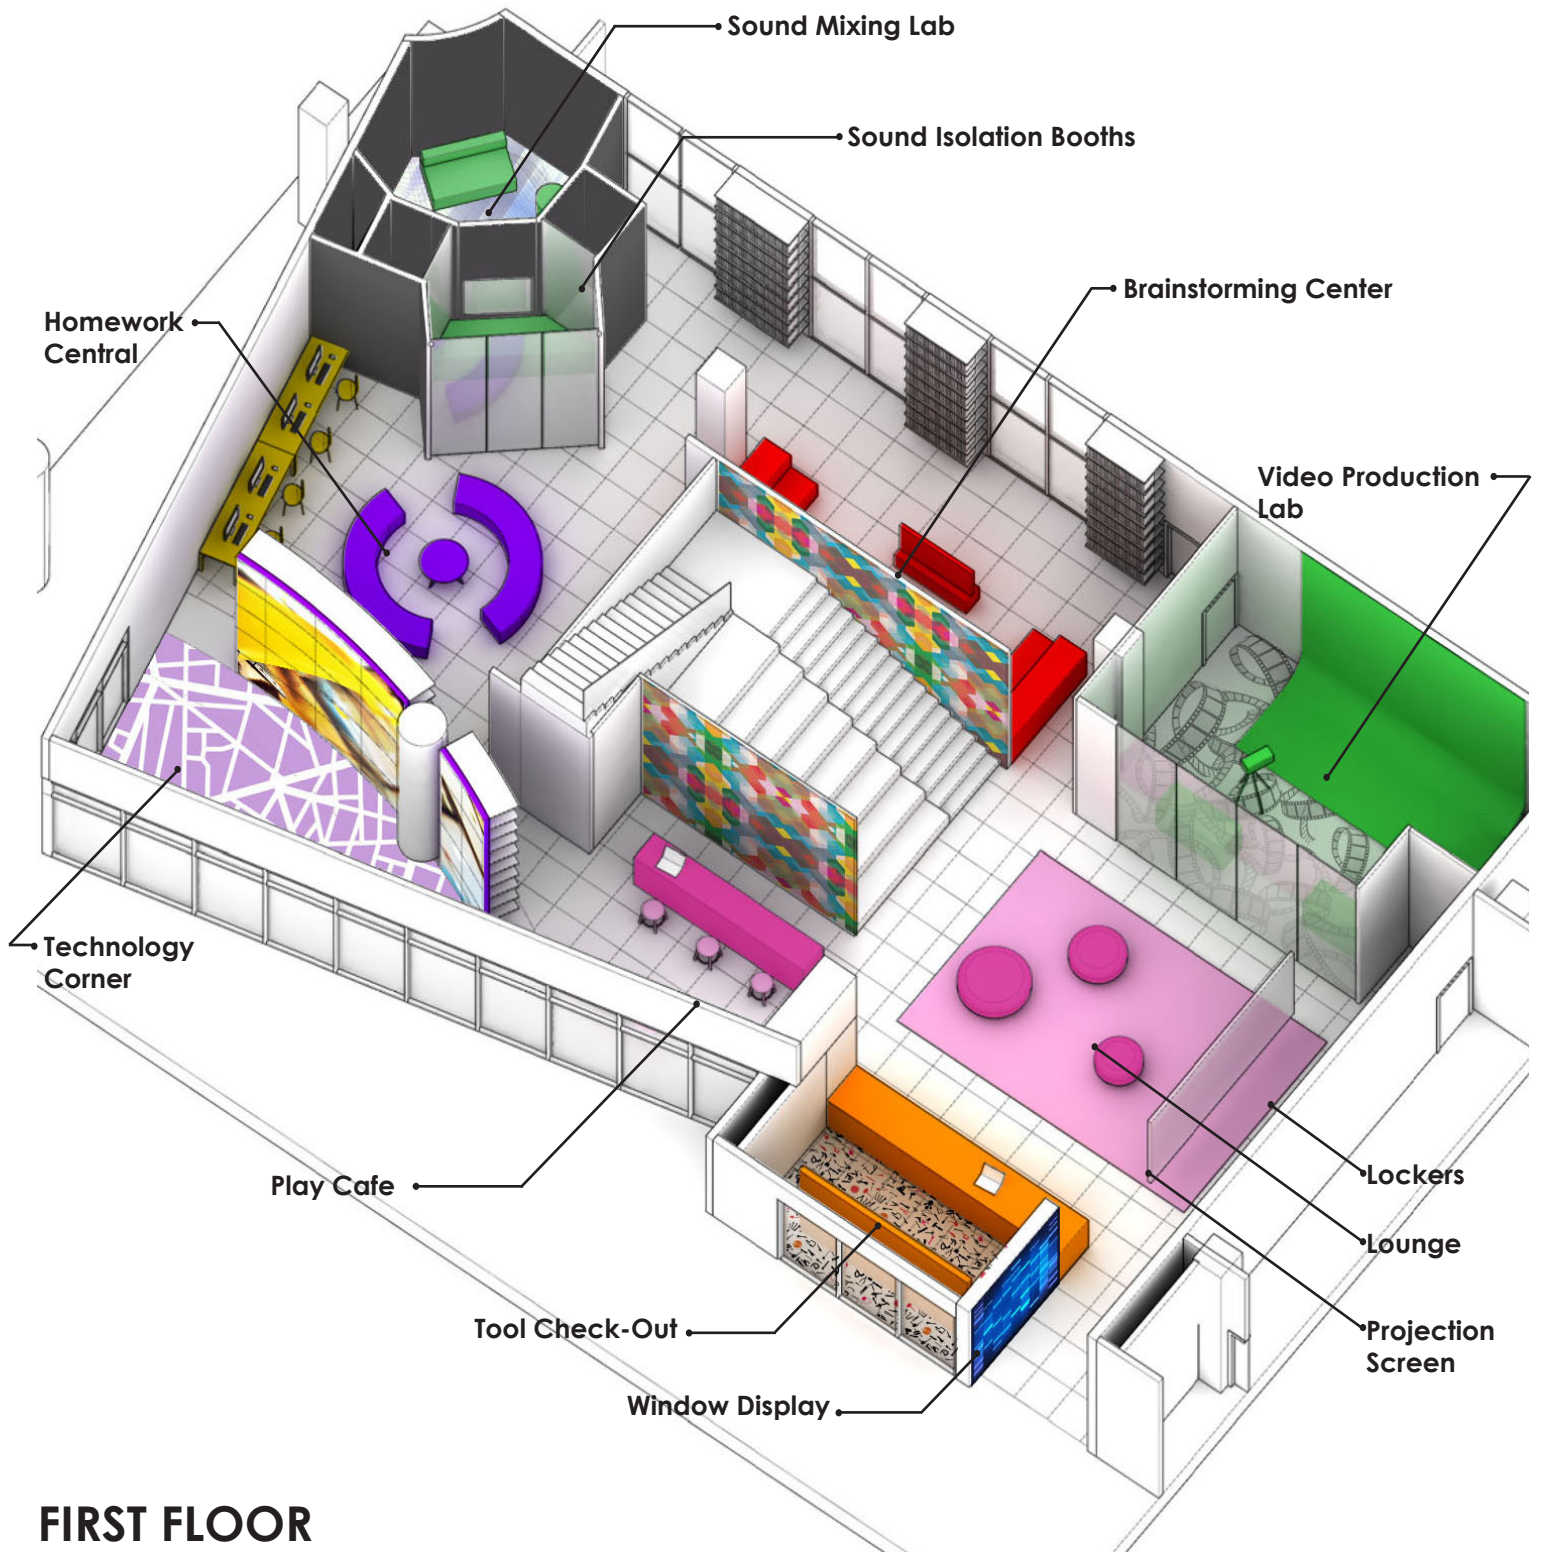 Sound Mixing Lab
Sound Isolation Booths
Brainstorming Center
Homework
Central
Video Production
Lab
Technology
Corner
Play Cafe
Lockers
Lounge
Tool Check-Out
Projection
Screen
Window Display
FIRST FLOOR